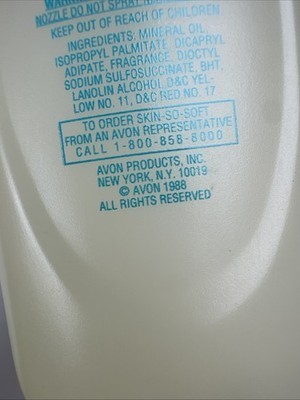 NOZZLE DO NOT SPRAY
KEEP OUT OF REACH OF CHILDREN
INGREDIENTS: MINERAL OIL,
ISOPROPYL PALMITATE, DICAPRYL
ADIPATE, FRAGRANCE, DIOCTYL
SODIUM SULFOSUCCINATE, BHT,
LANOLIN ALCOHOL, D&C YEL-
LOW NO. 11, D&C RED NO. 17
TO ORDER SKIN-SO-SOFT
FROM AN AVON REPRESENTATIVE
CALL 1-800-858-8000
AVON PRODUCTS, INC.
NEW YORK, N.Y. 10019
© AVON 1988
ALL RIGHTS RESERVED